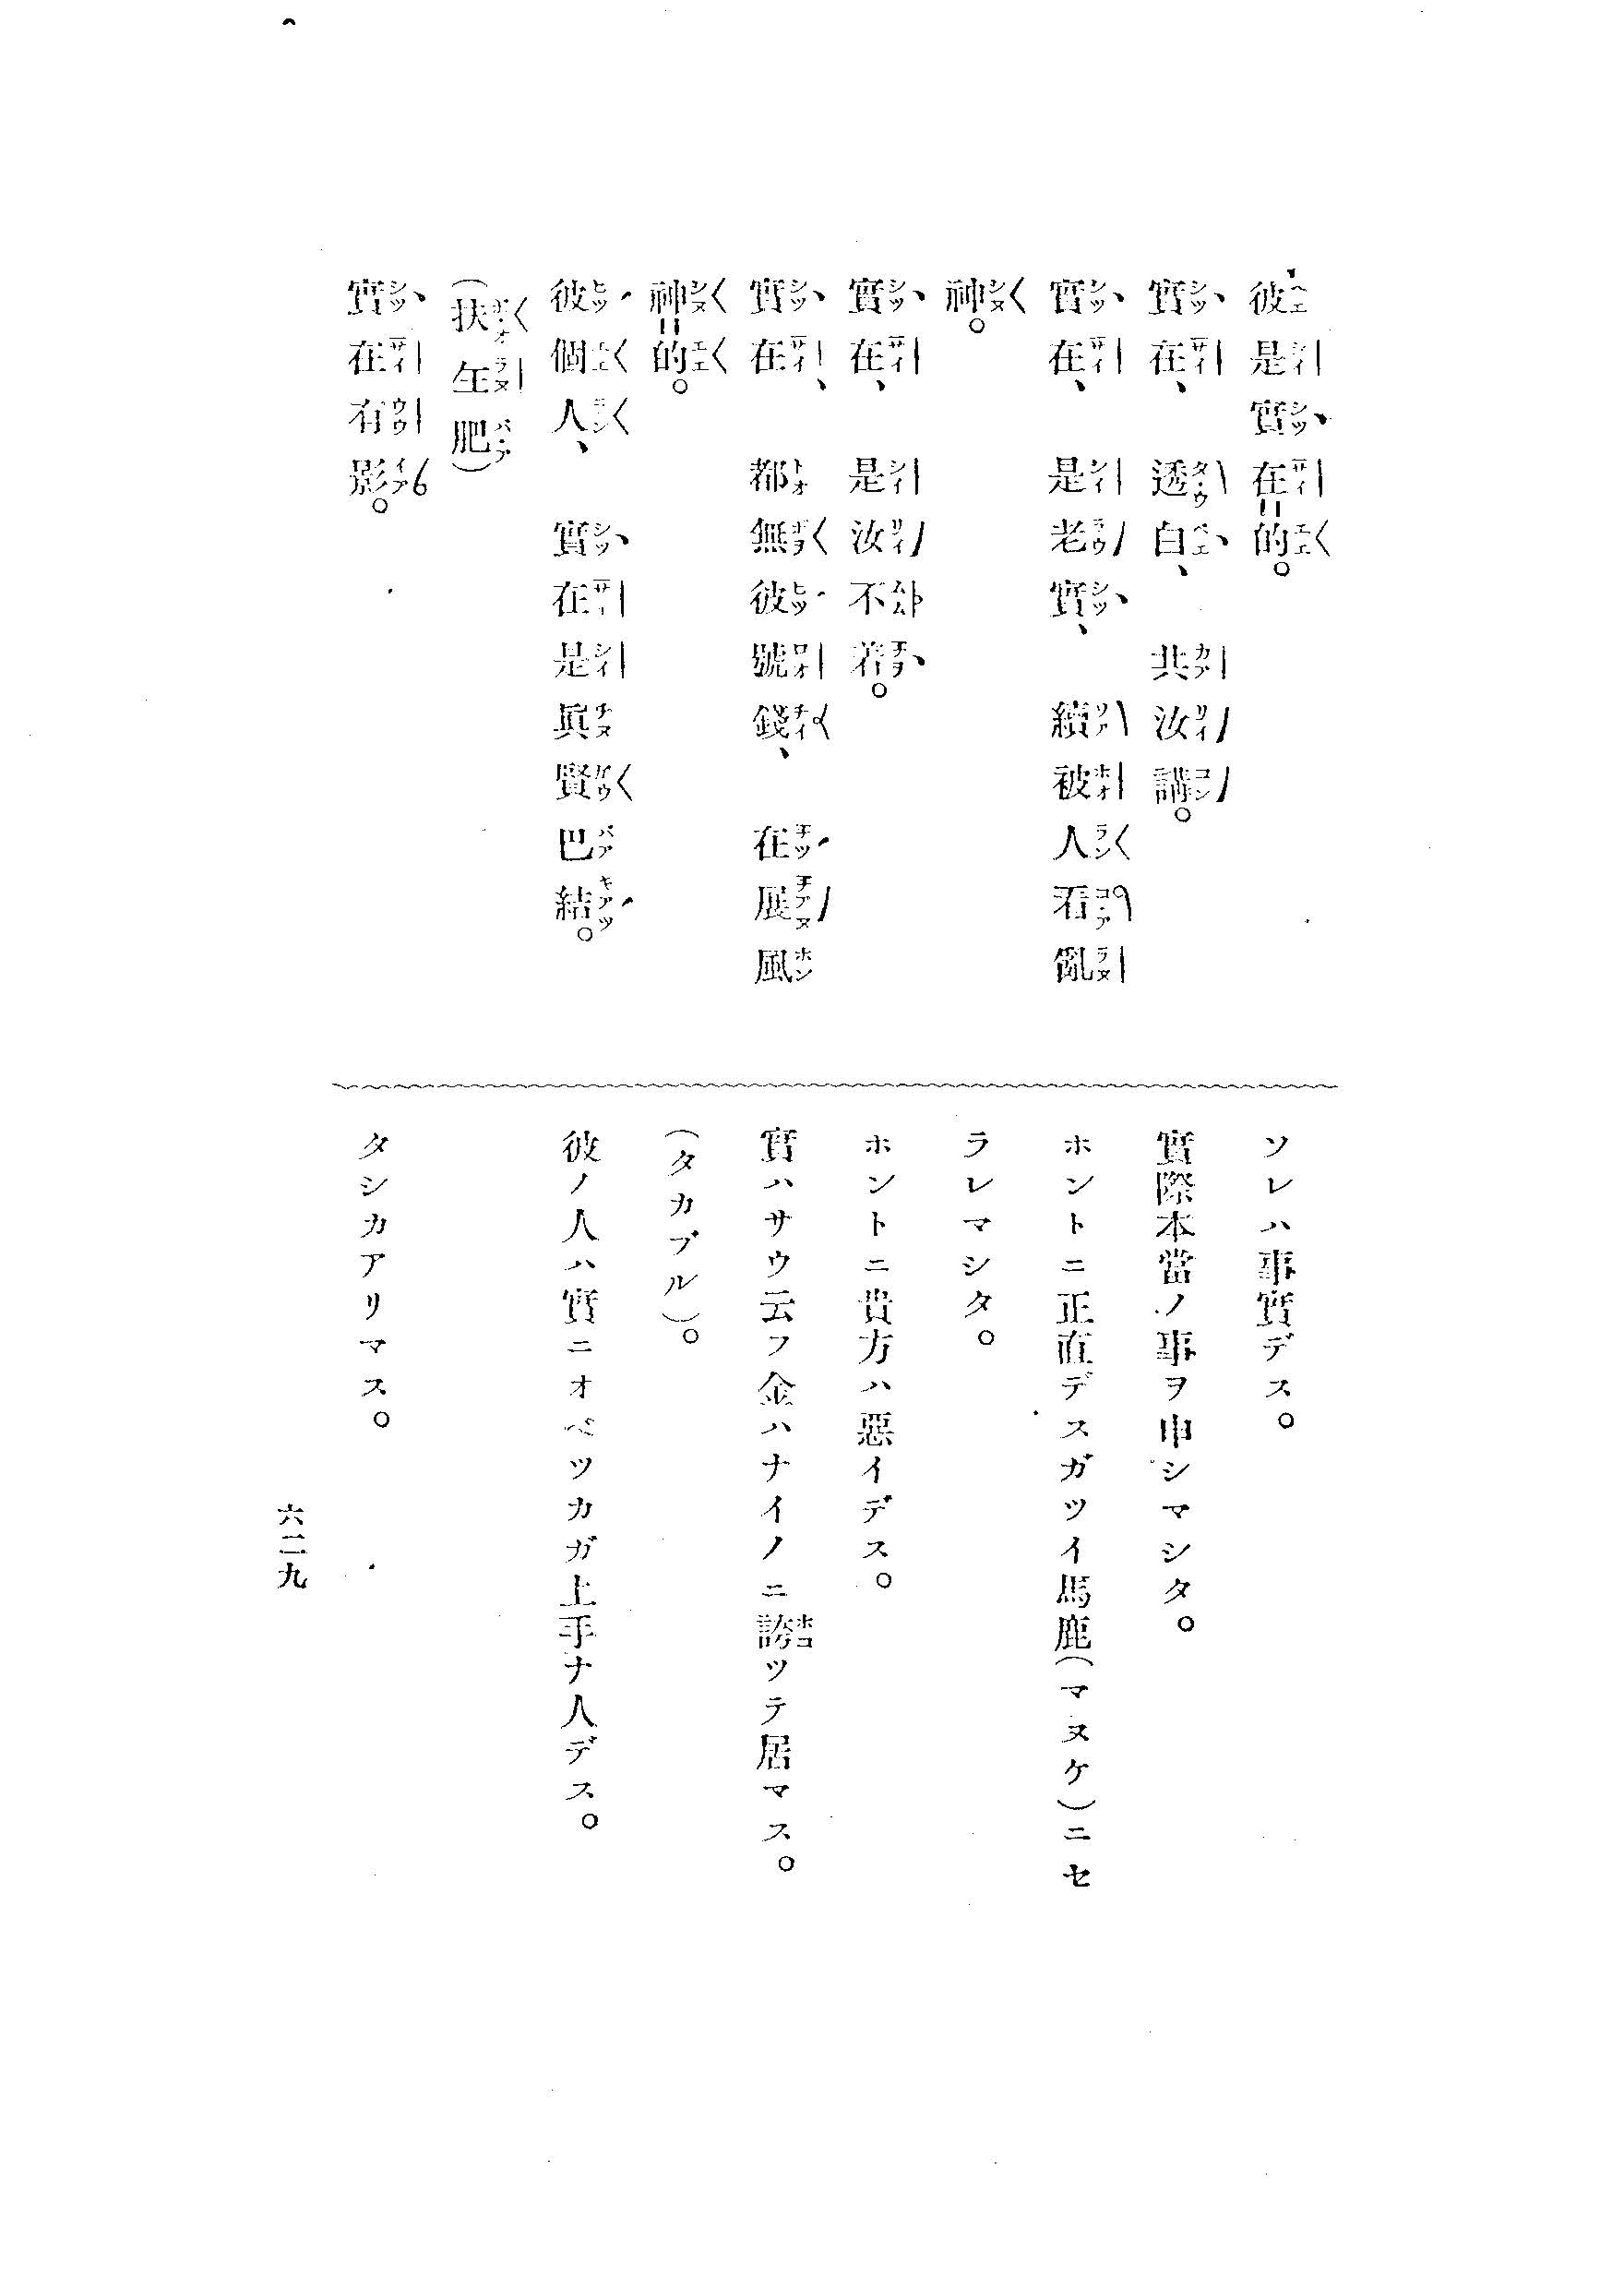 彼是實在=的。
實在、透白、共汝講。
實在、是老實、續被人看亂
神。
實在、是汝不着。
實在、都無彼號錢、在展風
神=的。
彼個人、實在是眞賢巴結。
(扶生肥)
實在有影。
ソレハ事實デス。
實際本當ノ事ヲ申シマシタ。
ホントニ正直デスガツイ馬鹿(マヌケ)ニセ
ラレマシタ。
ホントニ貴方ハ惡イデス。
實ハサウ云フ金ハナイノニ誇ツテ居マス。
(タカブル)。
彼ノ人ハ實ニオベツカガ上手ナ人デス。
タシカアリマス。
六二九